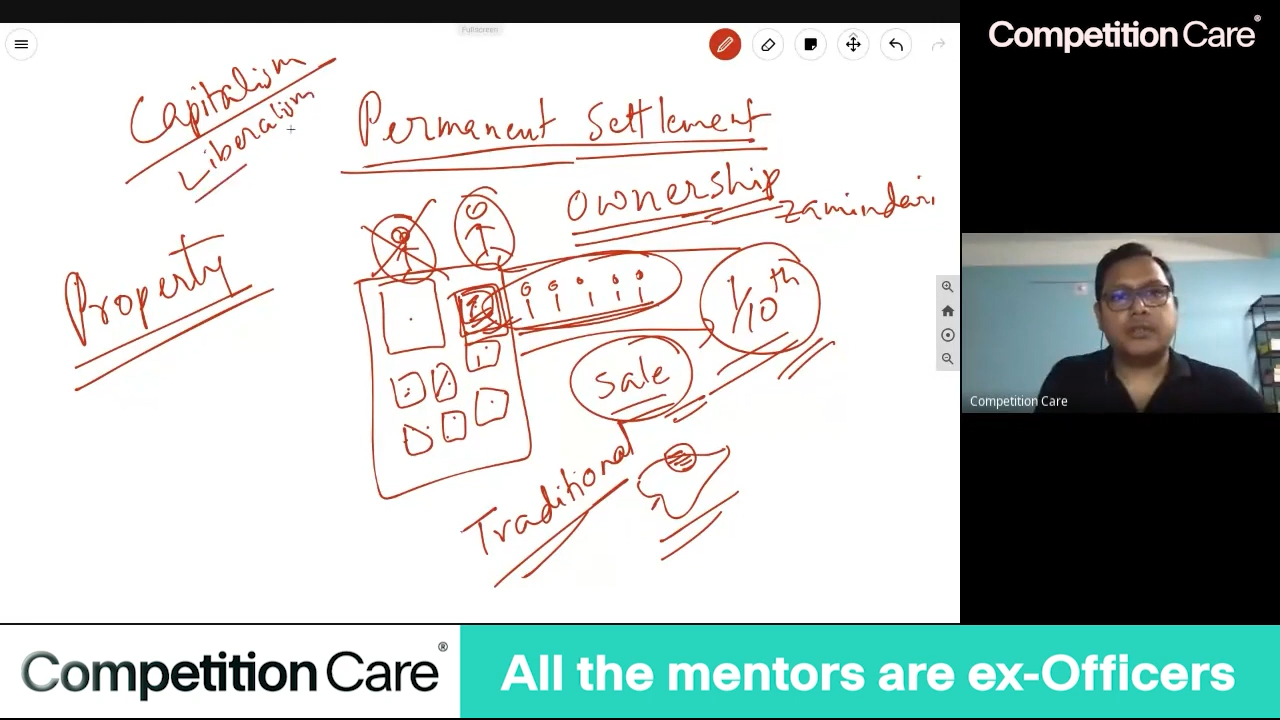 Fullscreen
Competition Care®
Capitalism
Liberalism
Permanent Settlement
Ownership
Zamindari
Property
1/10th
Sale
Traditional
Competition Care
Competition Care®
All the mentors are ex-Officers